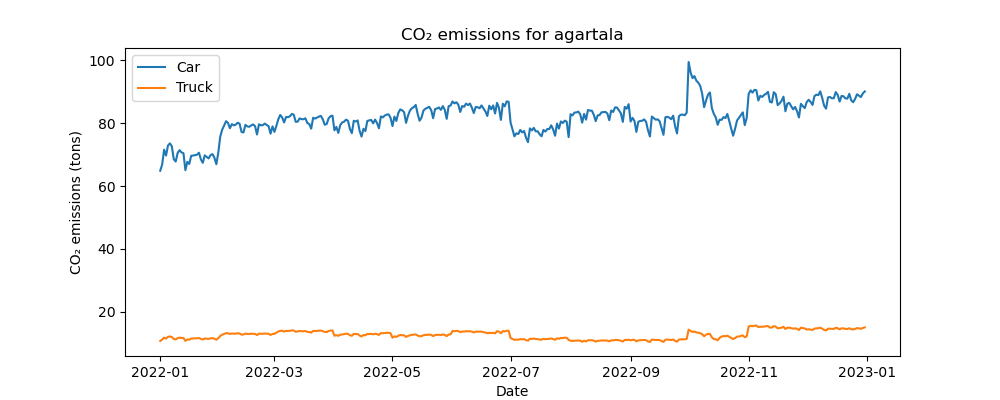 CO₂ emissions for agartala
Car
Truck
CO₂ emissions (tons)
100
80
60
40
20
2022-01
2022-03
2022-05
2022-07
2022-09
2022-11
2023-01
Date